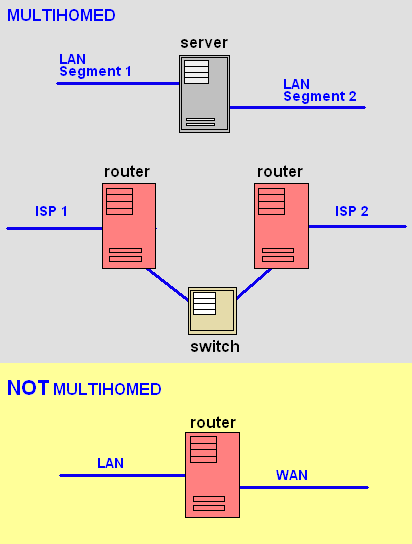 MULTIHOMED
server
LAN
Segment 1
LAN
Segment 2
router
router
ISP 1
ISP 2
switch
NOT MULTIHOMED
router
LAN
WAN